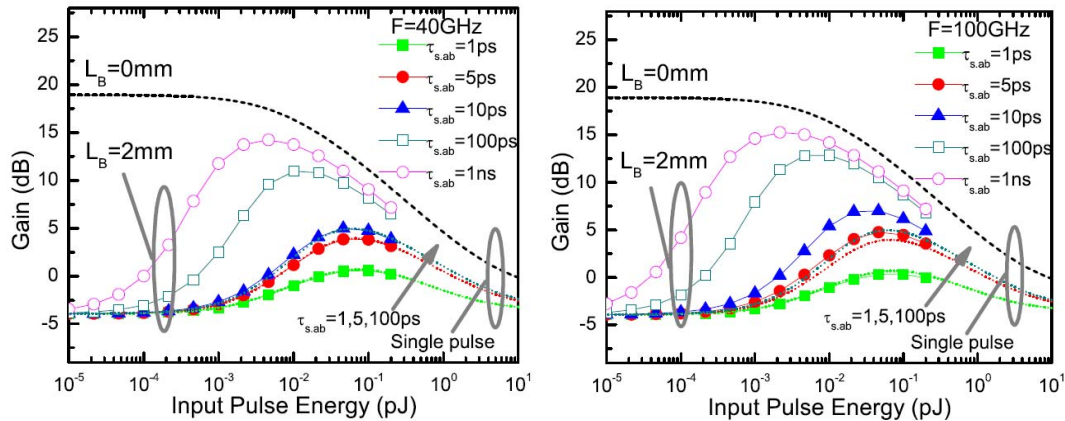 F=40GHz
τs.ab=1ps
τs.ab=5ps
τs.ab=10ps
τs.ab=100ps
τs.ab=1ns
LB=0mm
LB=2mm
τs.ab=1,5,100ps
Single pulse
25
20
15
10
5
0
-5
Gain (dB)
10-5 10-4 10-3 10-2 10-1 100 101
Input Pulse Energy (pJ)
F=100GHz
τs.ab=1ps
τs.ab=5ps
τs.ab=10ps
τs.ab=100ps
τs.ab=1ns
LB=0mm
LB=2mm
τs.ab=1,5,100ps
Single pulse
25
20
15
10
5
0
-5
Gain (dB)
10-5 10-4 10-3 10-2 10-1 100 101
Input Pulse Energy (pJ)